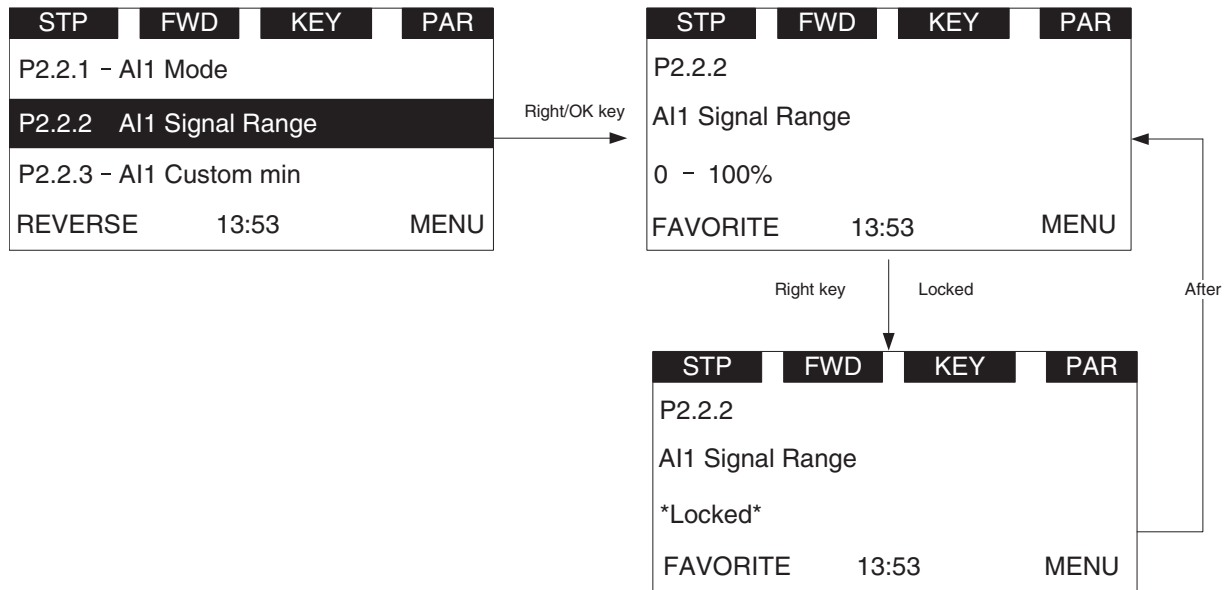 STP FWD KEY PAR
P2.2.1 - AI1 Mode
P2.2.2 AI1 Signal Range
P2.2.3 - AI1 Custom min
REVERSE 13:53 MENU
Right/OK key
STP FWD KEY PAR
P2.2.2
AI1 Signal Range
0 - 100%
FAVORITE 13:53 MENU
Right key Locked
After
STP FWD KEY PAR
P2.2.2
AI1 Signal Range
*Locked*
FAVORITE 13:53 MENU